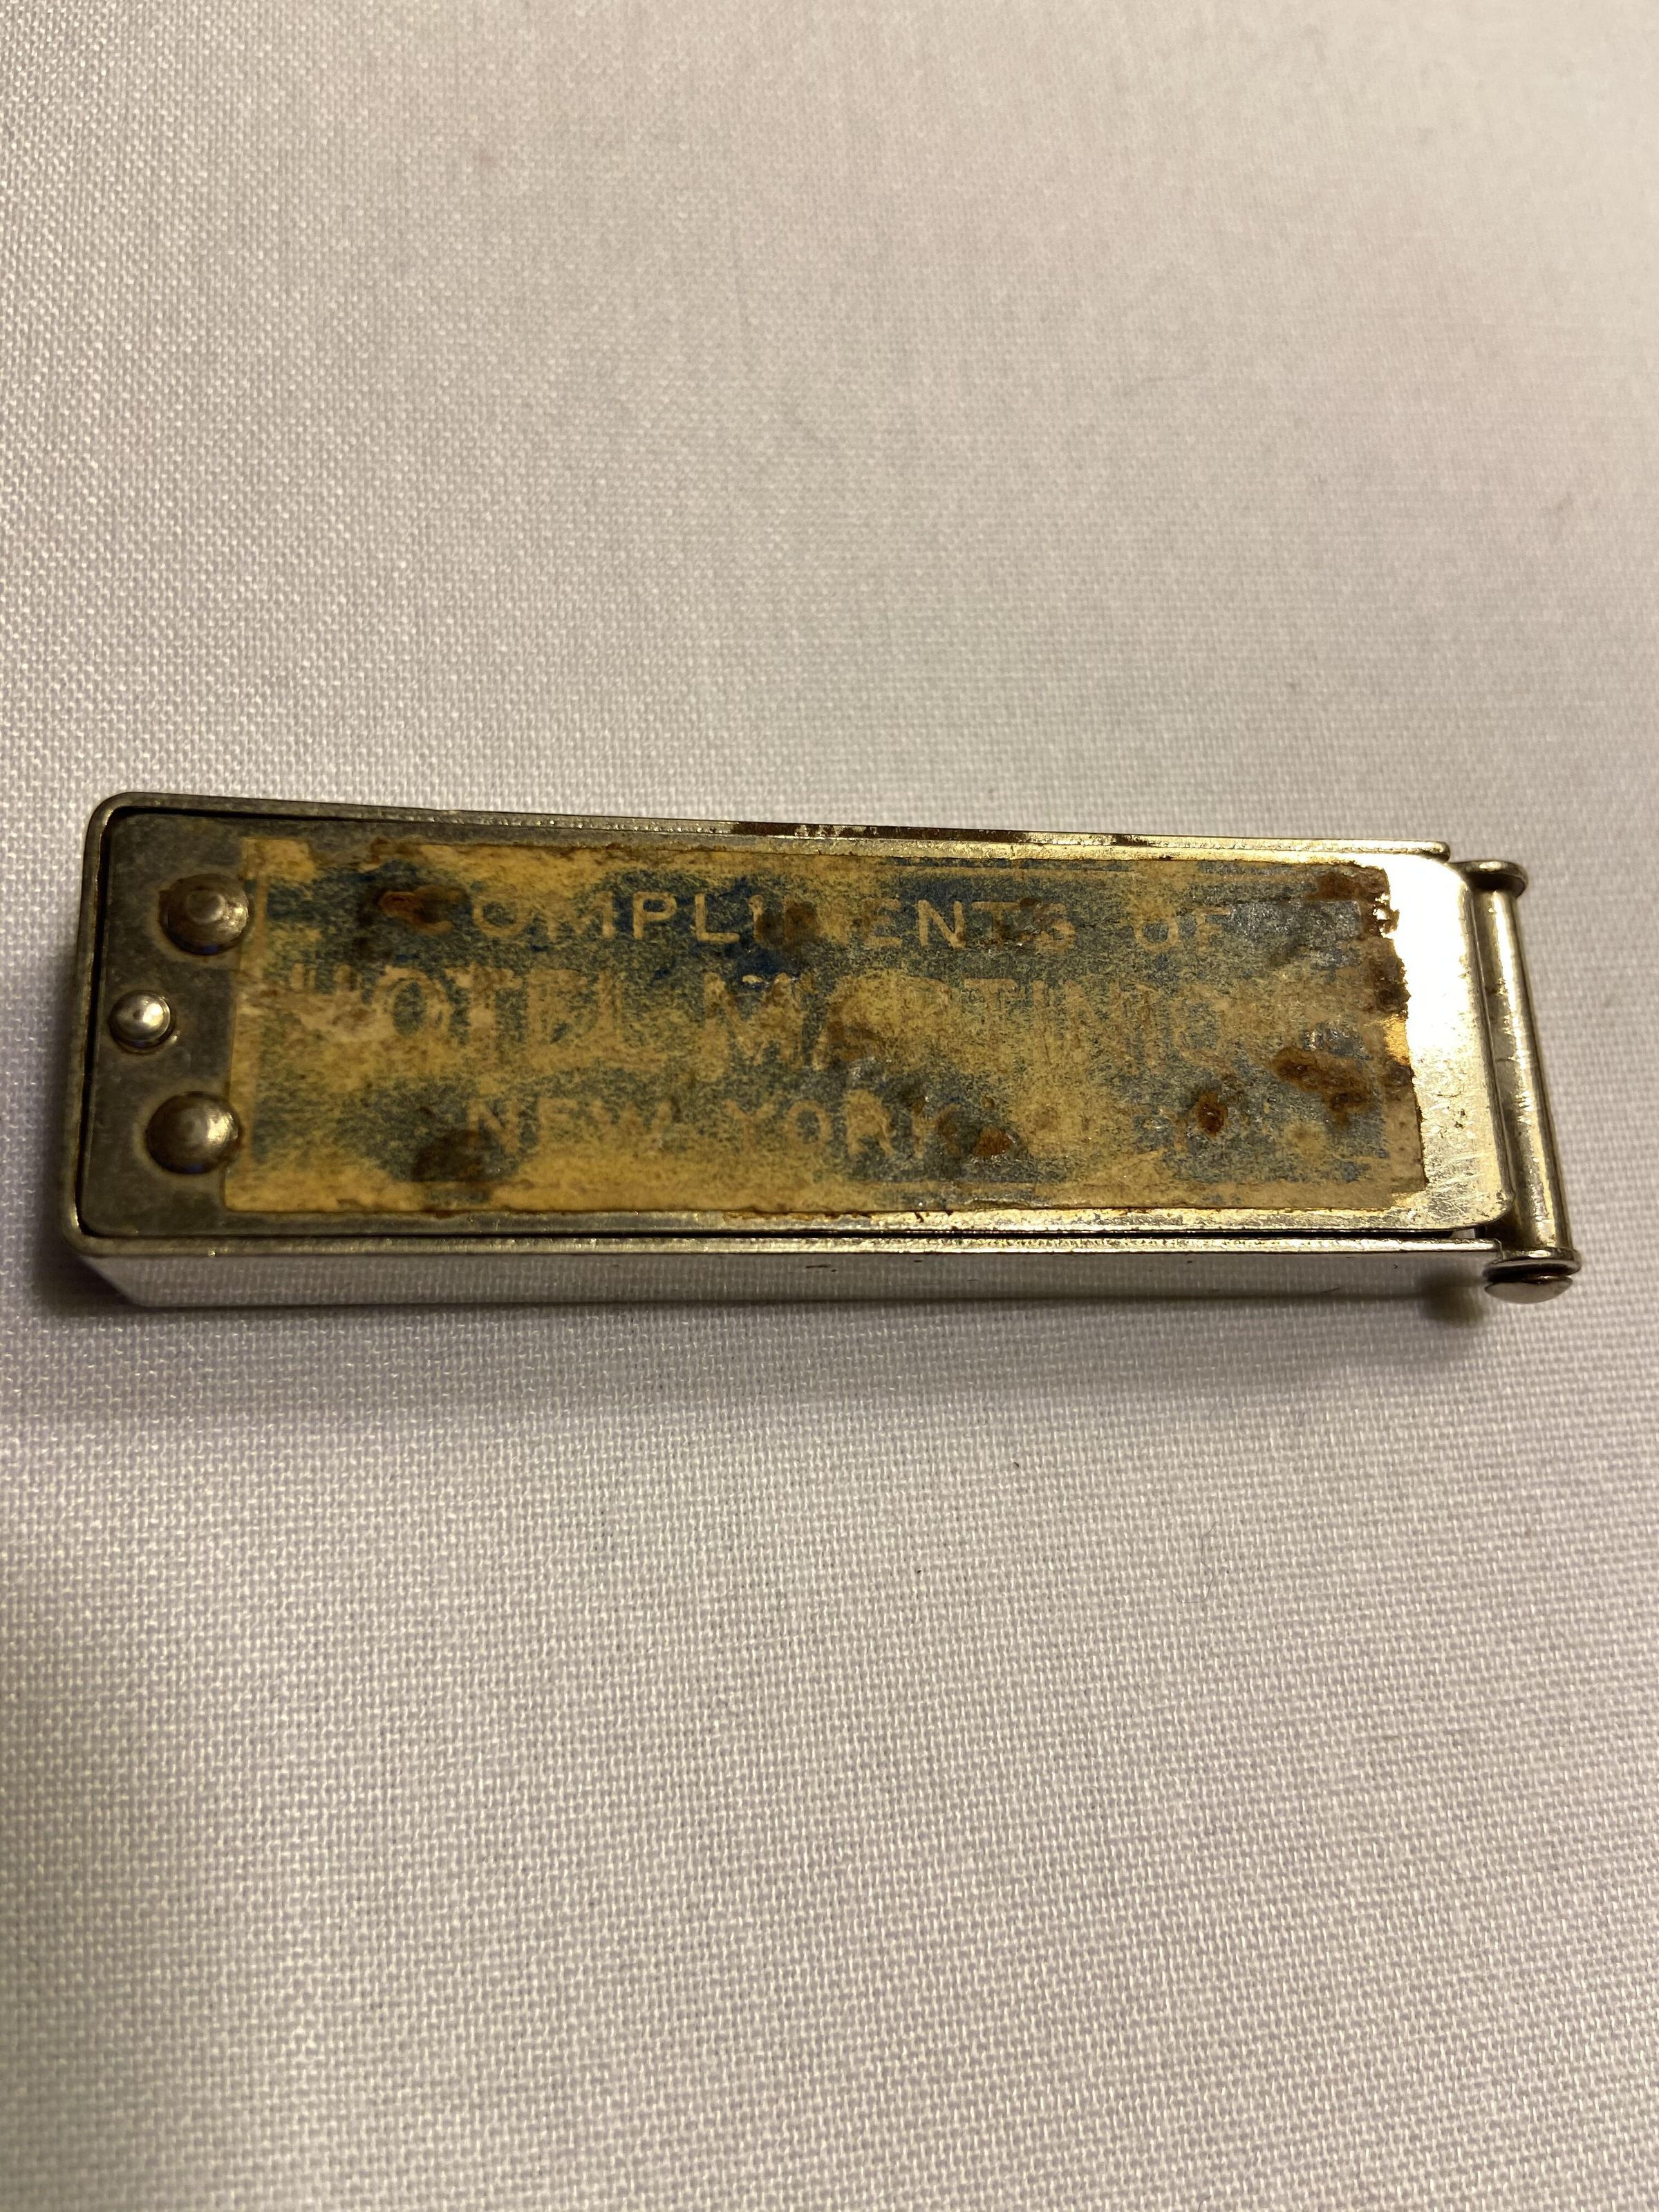 COMPLIMENTS OF
HOTEL MARTINIQUE
NEW YORK